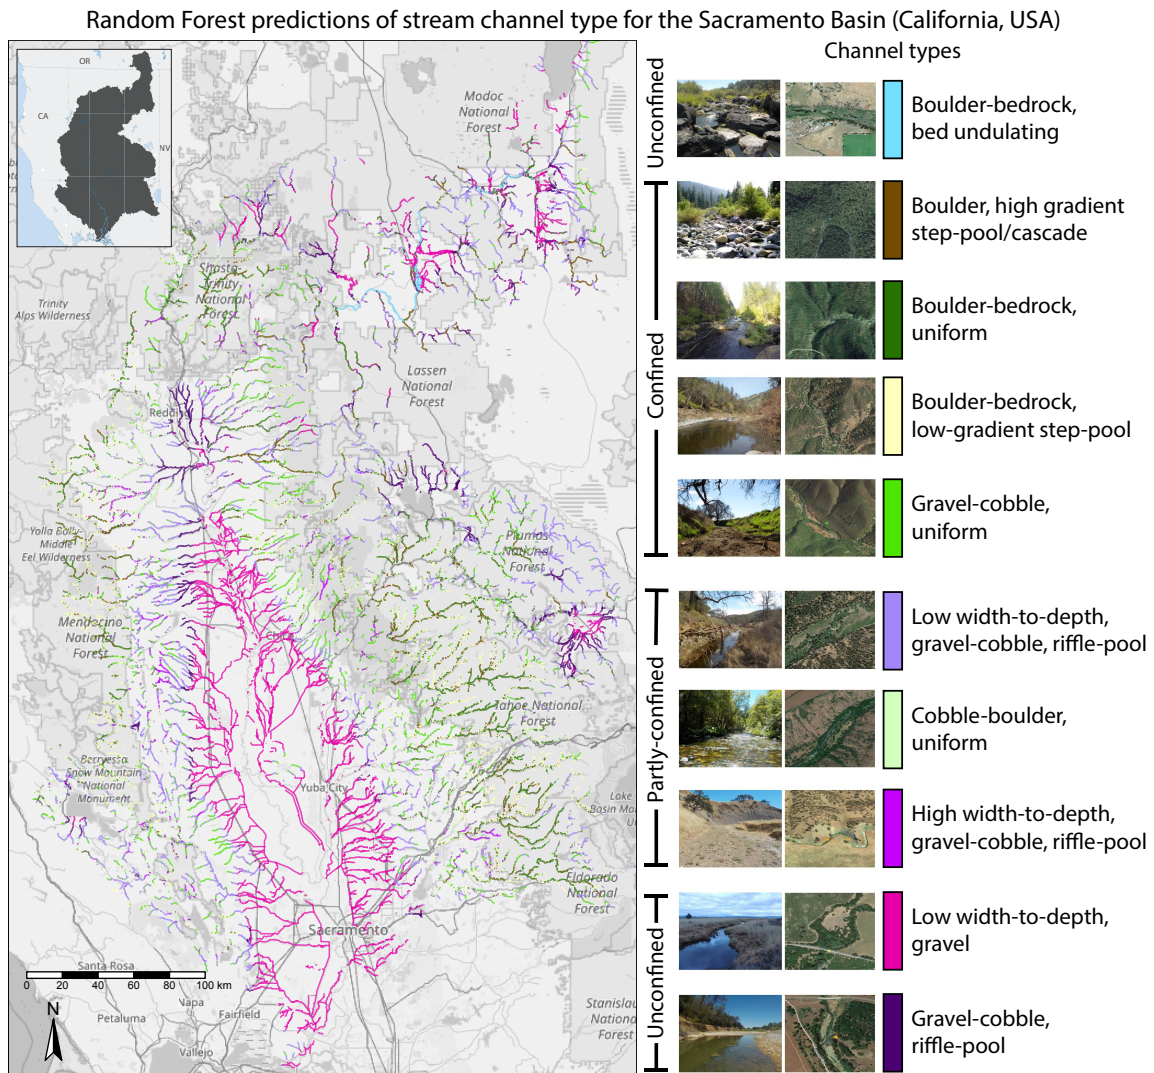 Random Forest predictions of stream channel type for the Sacramento Basin (California, USA)
Channel types
OR
CA
NV
Modoc
National
Forest
Shasta-
Trinity
National
Forest
Trinity
Alps Wilderness
Lassen
National
Forest
Redding
Yolla Bolly-
Middle
Eel Wilderness
Plumas
National
Forest
Mendocino
National
Forest
Tahoe National
Forest
Berryessa
Snow Mountain
National
Monument
Yuba City
Lake
Basin
Eldorado
National
Forest
Sacramento
Santa Rosa
0 20 40 60 80 100 km
N
Napa
Petaluma
Fairfield
Vallejo
Stanislau
National
Forest
Unconfined
Boulder-bedrock,
bed undulating
Confined
Boulder, high gradient
step-pool/cascade
Boulder-bedrock,
uniform
Boulder-bedrock,
low-gradient step-pool
Gravel-cobble,
uniform
Partly-confined
Low width-to-depth,
gravel-cobble, riffle-pool
Cobble-boulder,
uniform
High width-to-depth,
gravel-cobble, riffle-pool
Unconfined
Low width-to-depth,
gravel
Gravel-cobble,
riffle-pool